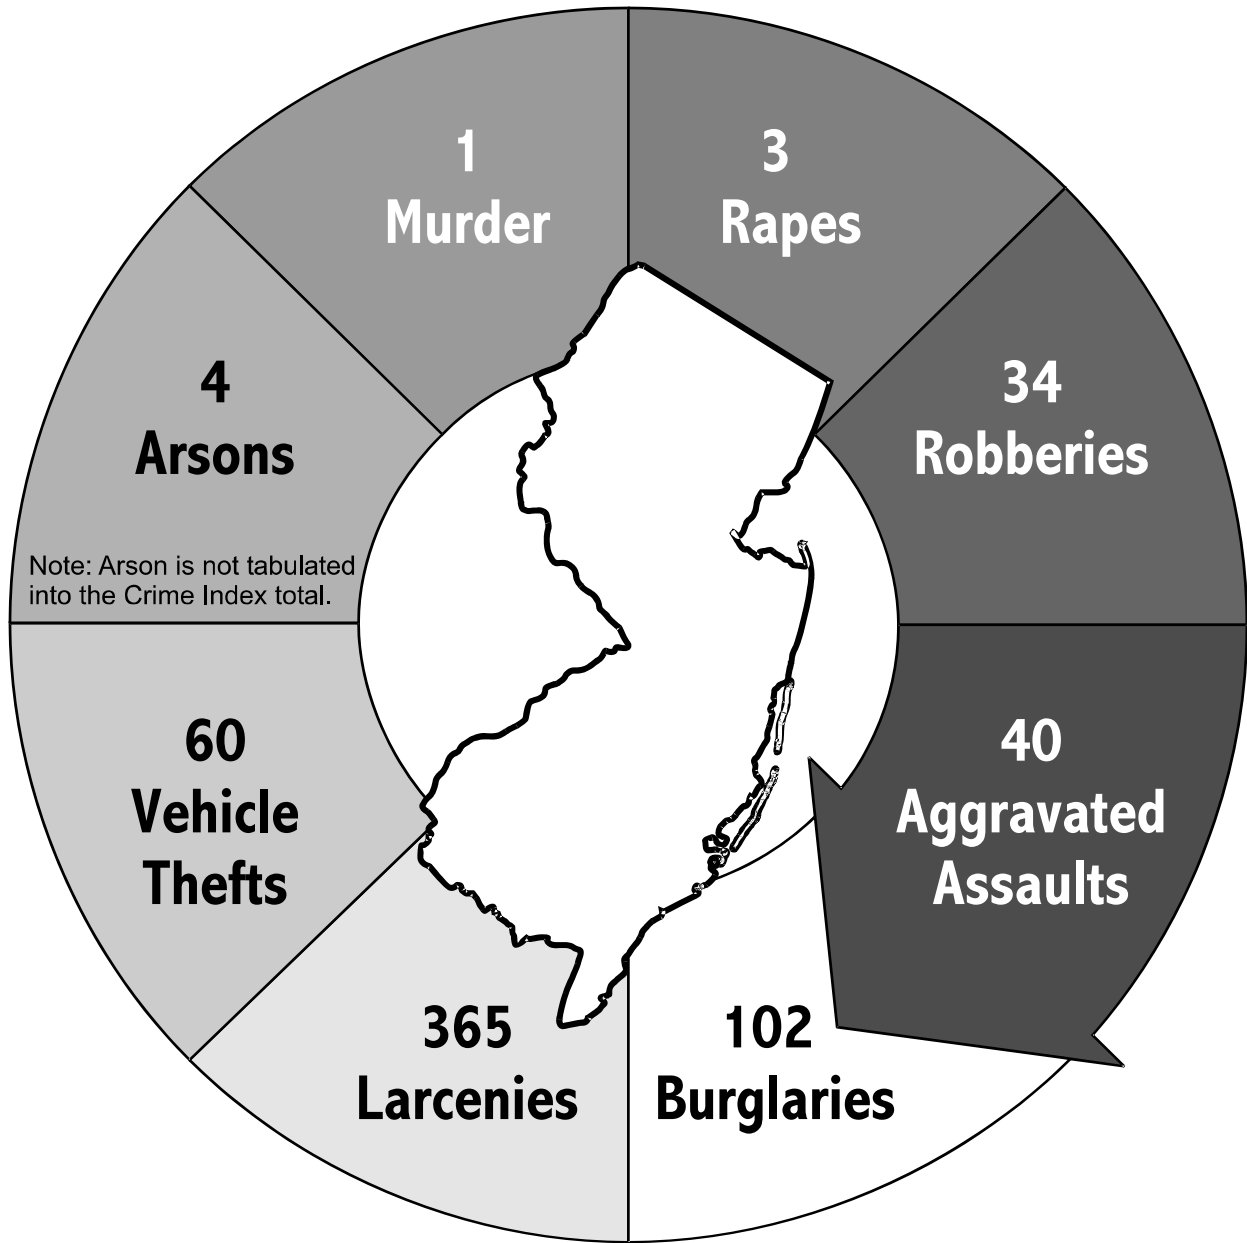 1
Murder
3
Rapes
34
Robberies
40
Aggravated
Assaults
102
Burglaries
365
Larcenies
60
Vehicle
Thefts
4
Arsons
Note: Arson is not tabulated
into the Crime Index total.